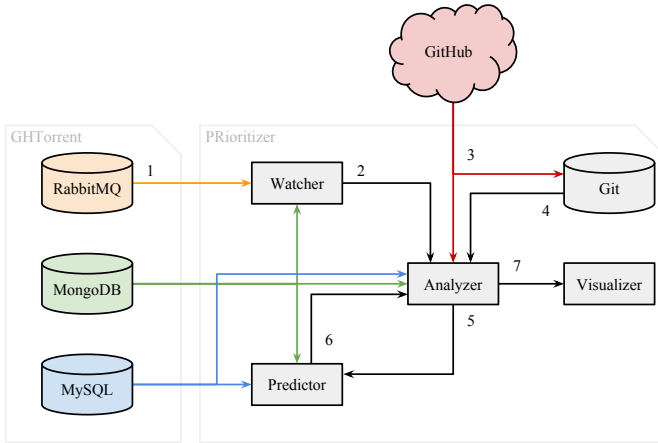 GitHub
GHTorrent
PRioritizer
1
2
3
RabbitMQ
Watcher
Git
4
MongoDB
Analyzer
7
Visualizer
5
6
MySQL
Predictor